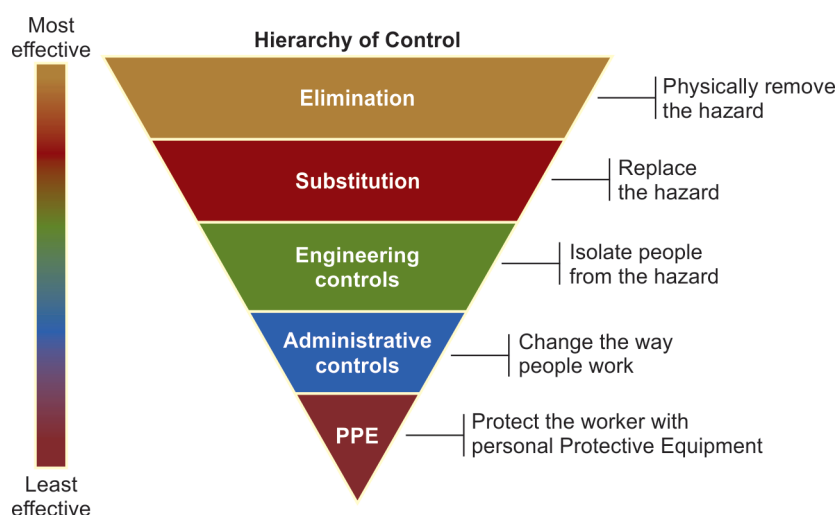 Most
effective
Hierarchy of Control
Elimination
Physically remove
the hazard
Substitution
Replace
the hazard
Engineering
controls
Isolate people
from the hazard
Administrative
controls
Change the way
people work
PPE
Protect the worker with
personal Protective Equipment
Least
effective